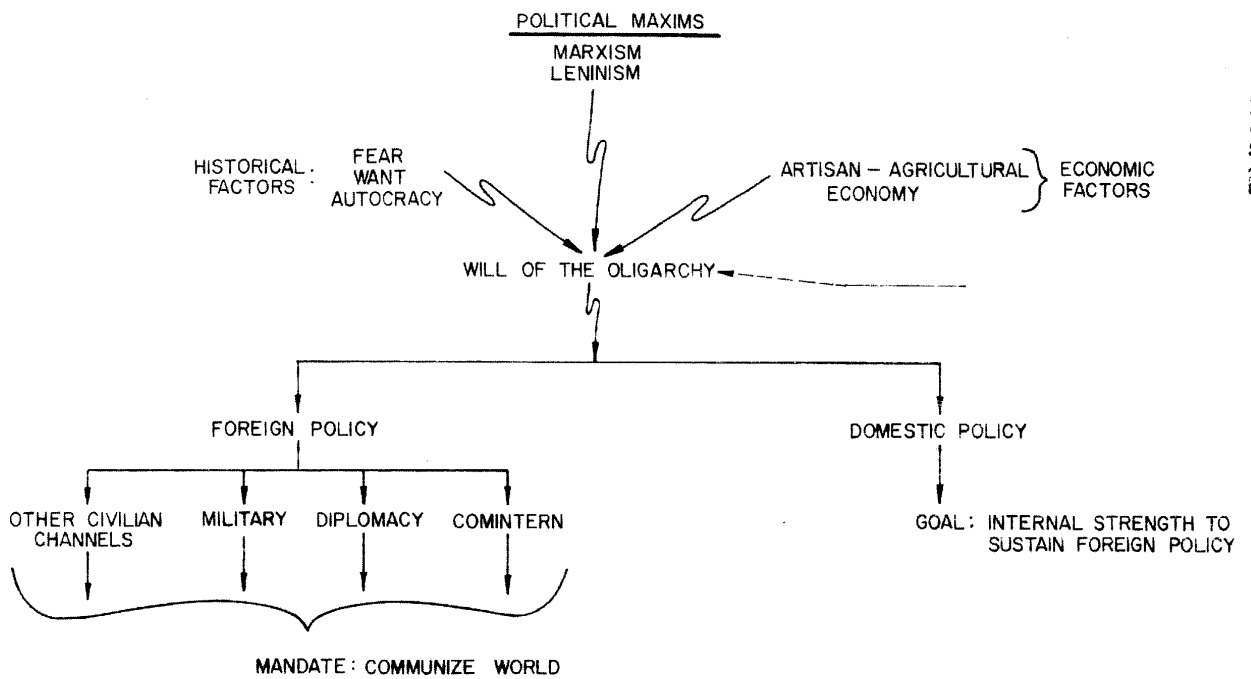 POLITICAL MAXIMS
MARXISM
LENINISM
HISTORICAL :
FACTORS
FEAR
WANT
AUTOCRACY
ARTISAN – AGRICULTURAL
ECONOMY
ECONOMIC
FACTORS
WILL OF THE OLIGARCHY
FOREIGN POLICY
DOMESTIC POLICY
OTHER CIVILIAN
CHANNELS
MILITARY
DIPLOMACY
COMINTERN
GOAL : INTERNAL STRENGTH TO
SUSTAIN FOREIGN POLICY
MANDATE : COMMUNIZE WORLD